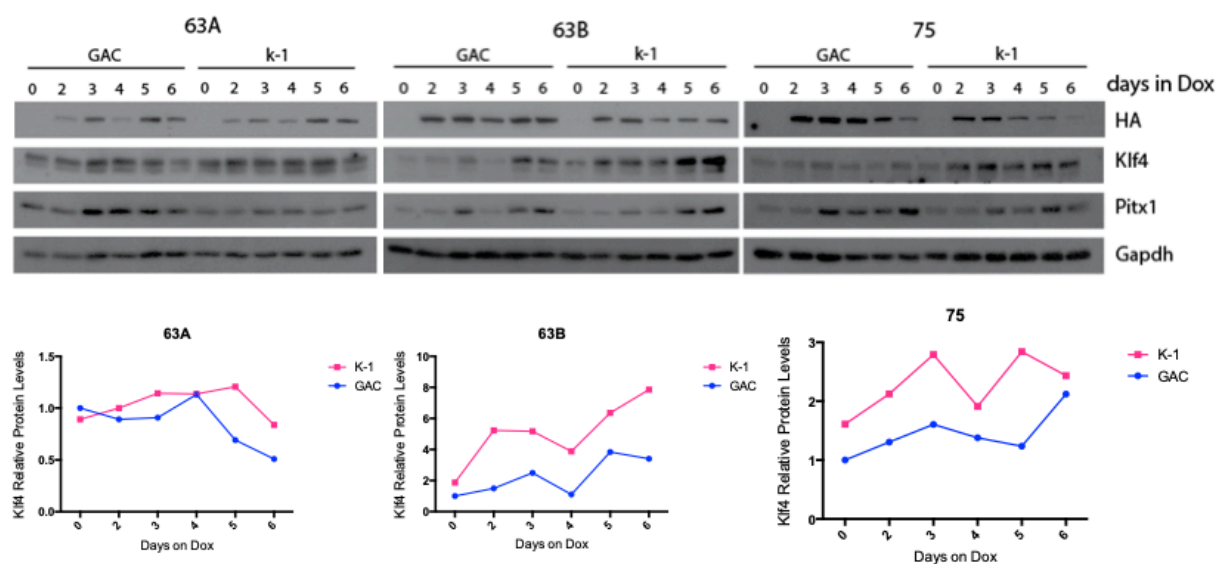 63A 63B 75
GAC k-1 GAC k-1 GAC k-1
0 2 3 4 5 6 0 2 3 4 5 6 0 2 3 4 5 6 0 2 3 4 5 6 0 2 3 4 5 6 0 2 3 4 5 6 days in Dox
HA
Klf4
Pitx1
Gapdh
63A
Klf4 Relative Protein Levels
1.5
1.0
0.5
0.0
0 2 3 4 5 6
Days on Dox
K-1
GAC
63B
Klf4 Relative Protein Levels
10
8
6
4
2
0
0 2 3 4 5 6
Days on Dox
K-1
GAC
75
Klf4 Relative Protein Levels
3
2
1
0
0 2 3 4 5 6
Days on Dox
K-1
GAC